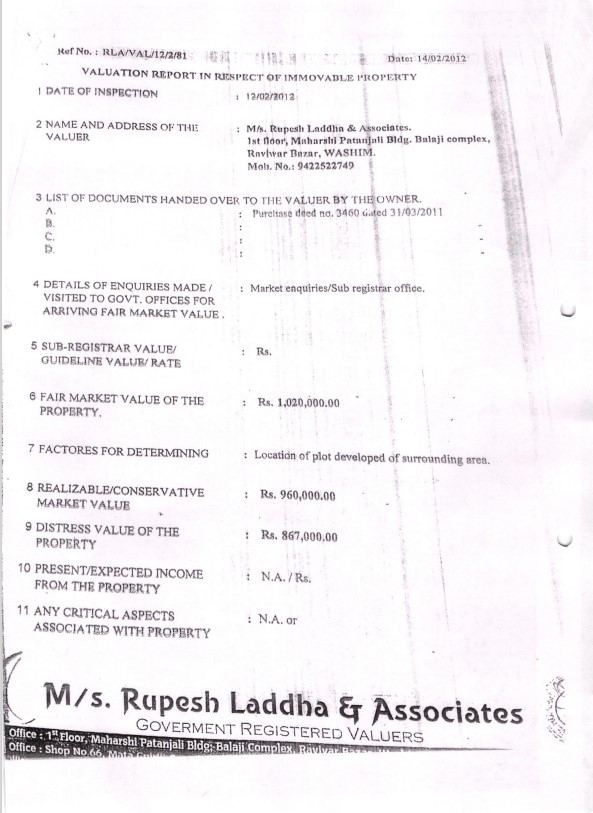 Ref No. : RLA/VAL/12/2/81
Date: 14/02/2012
VALUATION REPORT IN RESPECT OF IMMOVABLE PROPERTY
1 DATE OF INSPECTION : 12/02/2012
2 NAME AND ADDRESS OF THE VALUER : M/s. Rupesh Laddha & Associates.
1st floor, Maharshi Patanjali Bldg. Balaji complex,
Raviwar Bazar, WASHIM.
Mob. No.: 9422522749
3 LIST OF DOCUMENTS HANDED OVER TO THE VALUER BY THE OWNER.
A. : Purchase deed no. 3460 dated 31/03/2011
B. : -
C. : -
D. : -
4 DETAILS OF ENQUIRIES MADE / : Market enquiries/Sub registrar office.
VISITED TO GOVT. OFFICES FOR
ARRIVING FAIR MARKET VALUE .
5 SUB-REGISTRAR VALUE/ : Rs.
GUIDELINE VALUE/ RATE
6 FAIR MARKET VALUE OF THE : Rs. 1,020,000.00
PROPERTY.
7 FACTORES FOR DETERMINING : Location of plot developed of surrounding area.
8 REALIZABLE/CONSERVATIVE : Rs. 960,000.00
MARKET VALUE
9 DISTRESS VALUE OF THE : Rs. 867,000.00
PROPERTY
10 PRESENT/EXPECTED INCOME : N.A. / Rs.
FROM THE PROPERTY
11 ANY CRITICAL ASPECTS : N.A. or
ASSOCIATED WITH PROPERTY
M/s. Rupesh Laddha & Associates
GOVERMENT REGISTERED VALUERS
Office : 1st Floor, Maharshi Patanjali Bldg; Balaji Complex, Raviwar
Office : Shop No.66,